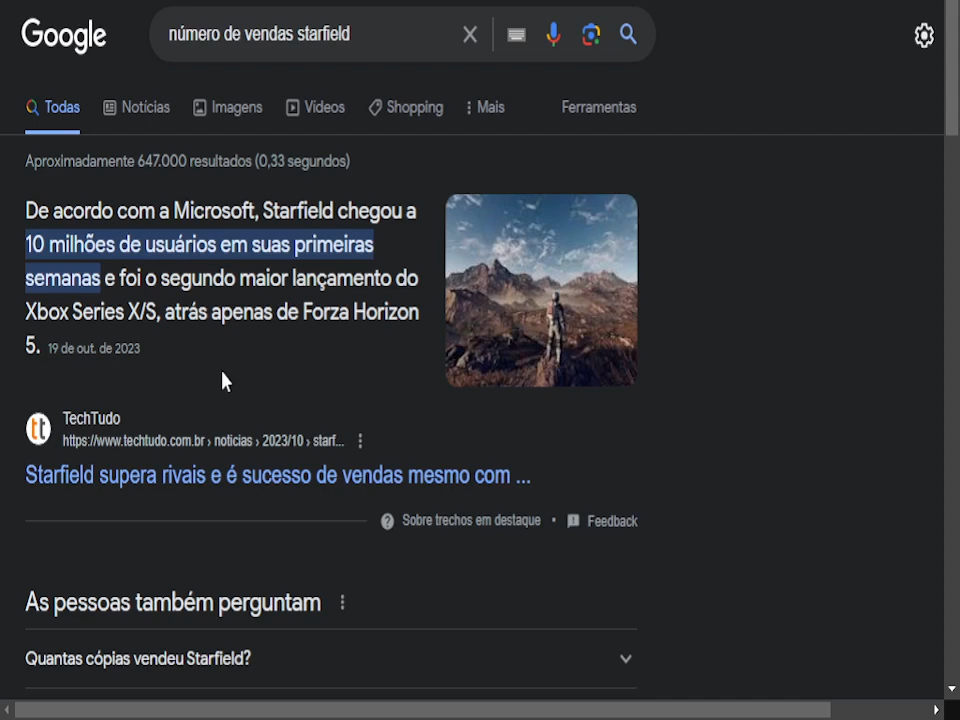 Google
número de vendas starfield
Todas Notícias Imagens Vídeos Shopping Mais Ferramentas
Aproximadamente 647.000 resultados (0,33 segundos)
De acordo com a Microsoft, Starfield chegou a
10 milhões de usuários em suas primeiras
semanas e foi o segundo maior lançamento do
Xbox Series X/S, atrás apenas de Forza Horizon
5. 19 de out. de 2023
tt TechTudo
https://www.techtudo.com.br › noticias › 2023/10 › starf...
Starfield supera rivais e é sucesso de vendas mesmo com ...
Sobre trechos em destaque • Feedback
As pessoas também perguntam
Quantas cópias vendeu Starfield?